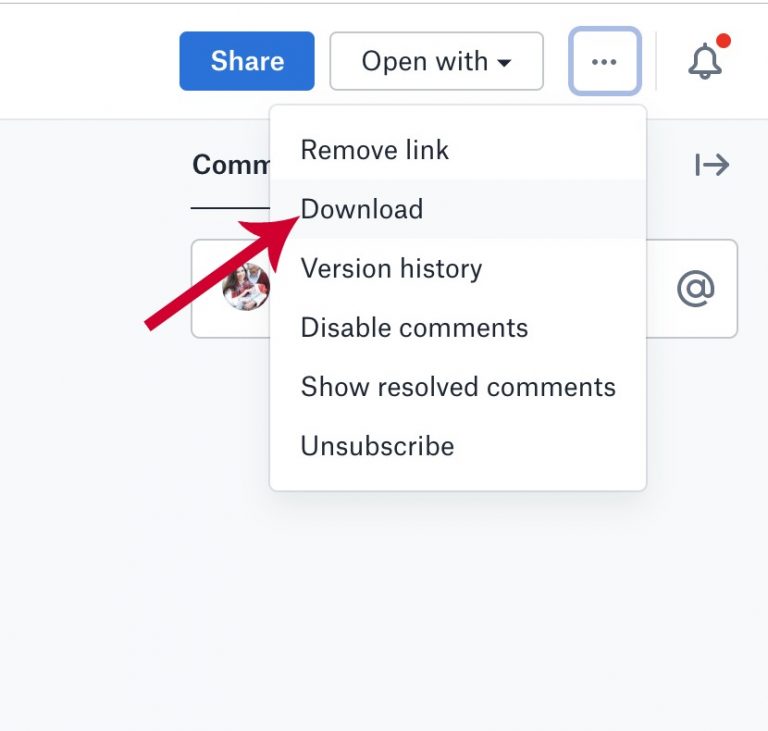 Share
Open with
Comm
Remove link
Download
Version history
Disable comments
Show resolved comments
Unsubscribe
@